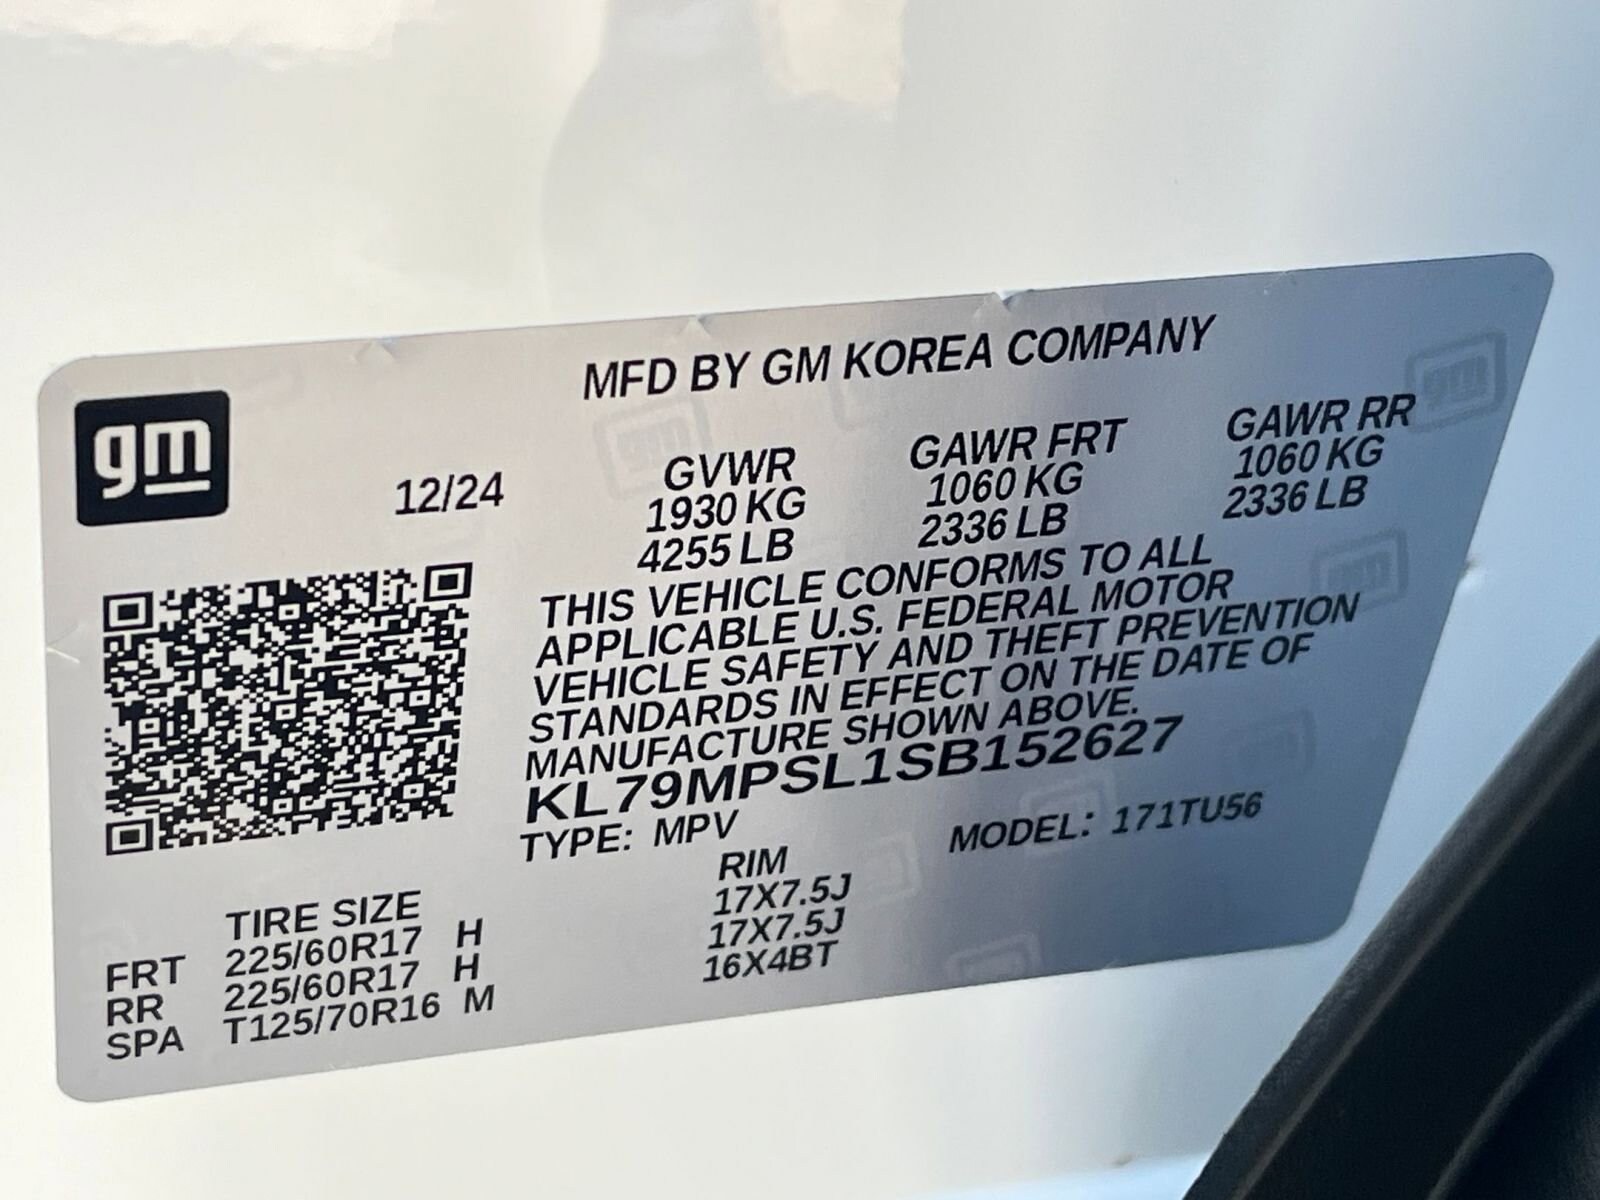 gm
MFD BY GM KOREA COMPANY
12/24
GVWR GAWR FRT GAWR RR
1930 KG 1060 KG 1060 KG
4255 LB 2336 LB 2336 LB
THIS VEHICLE CONFORMS TO ALL
APPLICABLE U.S. FEDERAL MOTOR
VEHICLE SAFETY AND THEFT PREVENTION
STANDARDS IN EFFECT ON THE DATE OF
MANUFACTURE SHOWN ABOVE.
KL79MPSL1SB152627
TYPE: MPV MODEL: 171TU56
TIRE SIZE RIM
FRT 225/60R17 H 17X7.5J
RR 225/60R17 H 17X7.5J
SPA T125/70R16 M 16X4BT